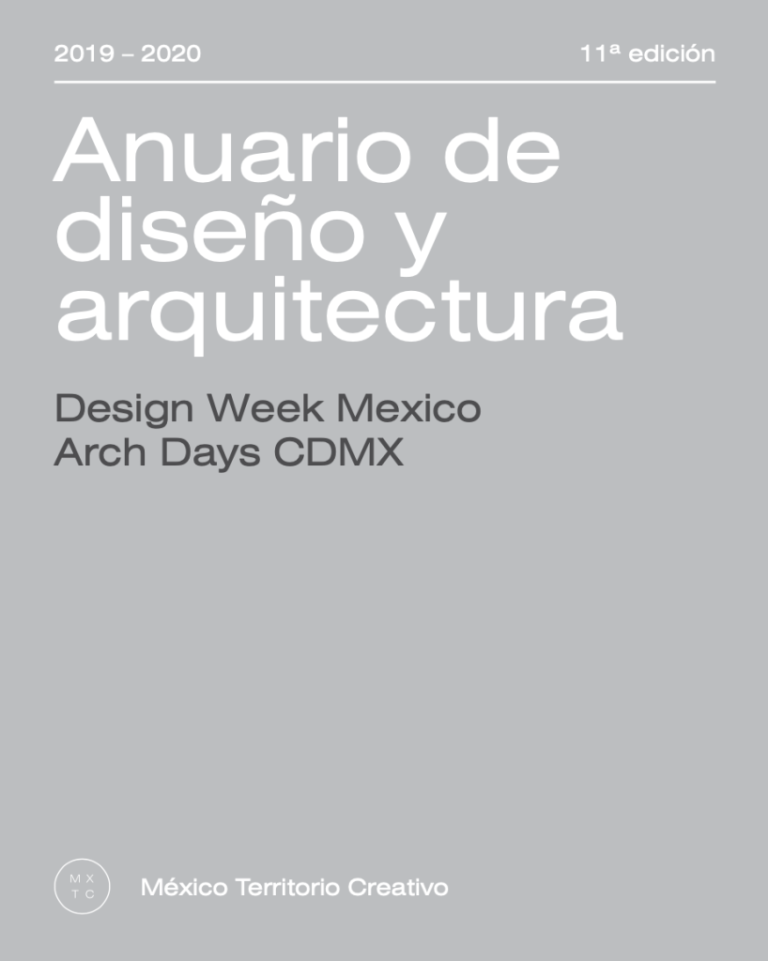 2019 – 2020
11ª edición
Anuario de
diseño y
arquitectura
Design Week Mexico
Arch Days CDMX
M X
T C
México Territorio Creativo